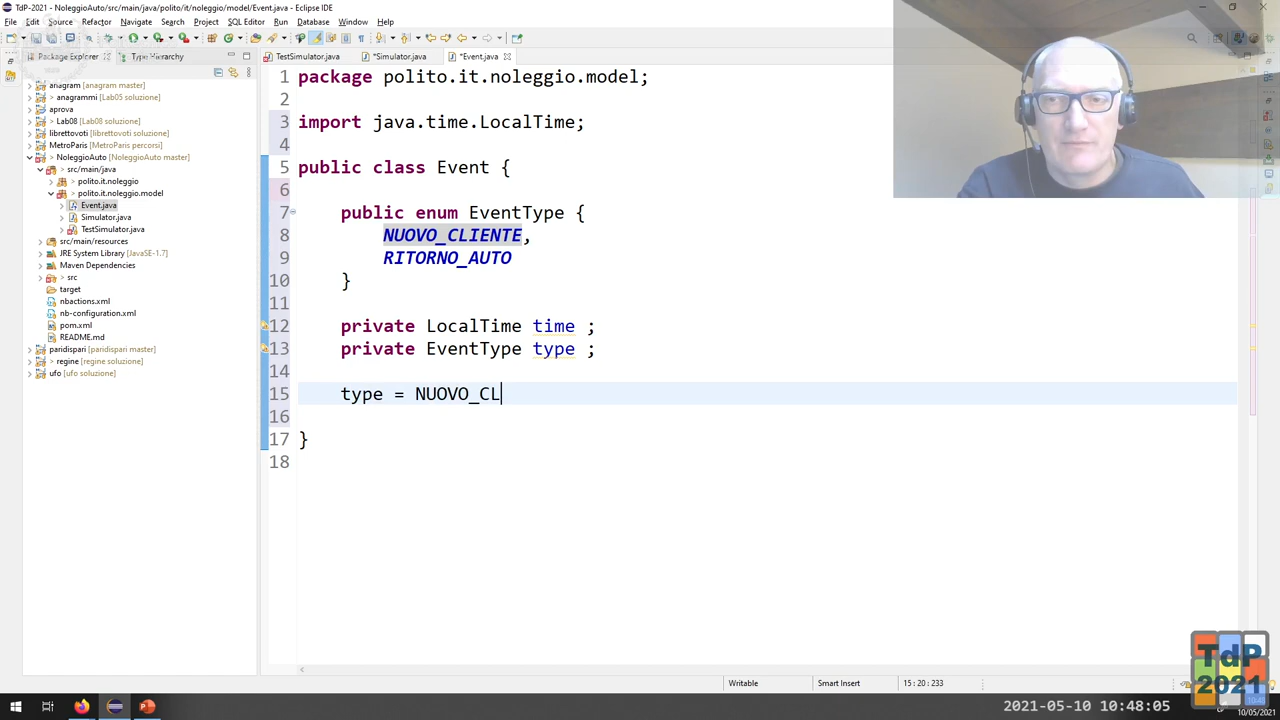 TdP-2021 - NoleggioAuto/src/main/java/polito/it/noleggio/model/Event.java - Eclipse IDE
File Edit Source Refactor Navigate Search Project SQL Editor Run Database Window Help
Package Explorer Type Hierarchy
TestSimulator.java *Simulator.java *Event.java
anagram [anagram master]
> anagrammi [Lab05 soluzione]
aprova
> Lab08 [Lab08 soluzione]
librettovoti [librettovoti soluzione]
MetroParis [MetroParis percorsi]
> NoleggioAuto [NoleggioAuto master]
> src/main/java
> polito.it.noleggio
> polito.it.noleggio.model
Event.java
Simulator.java
TestSimulator.java
src/main/resources
JRE System Library [JavaSE-1.7]
Maven Dependencies
> src
target
nbactions.xml
nb-configuration.xml
pom.xml
README.md
paridispari [paridispari master]
> regine [regine soluzione]
ufo [ufo soluzione]
1 package polito.it.noleggio.model;
2
3 import java.time.LocalTime;
4
5 public class Event {
6
7 public enum EventType {
8 NUOVO_CLIENTE,
9 RITORNO_AUTO
10 }
11
12 private LocalTime time ;
13 private EventType type ;
14
15 type = NUOVO_CL
16
17 }
18
Writable Smart Insert 15 : 20 : 233
TdP
2021
2021-05-10 10:48:05
10/05/2021